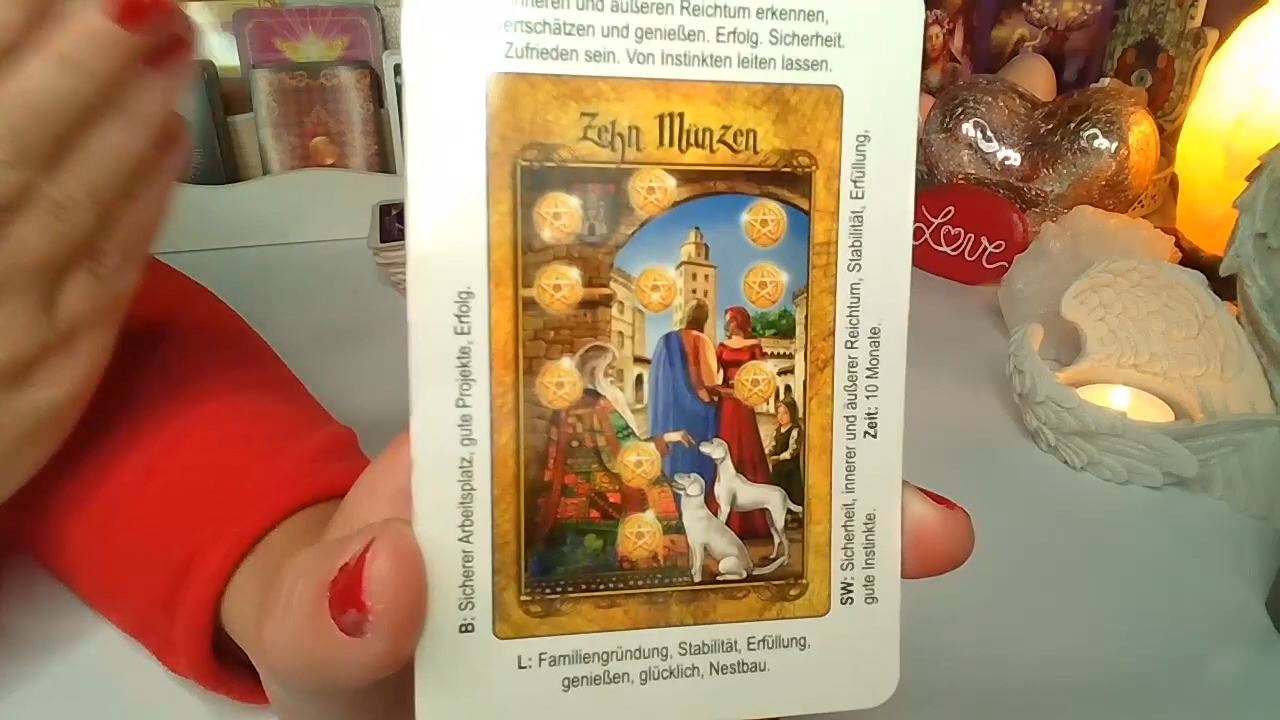 inneren und äußeren Reichtum erkennen,
wertschätzen und genießen. Erfolg. Sicherheit.
Zufrieden sein. Von Instinkten leiten lassen.
Zehn Münzen
B: Sicherer Arbeitsplatz, gute Projekte, Erfolg.
SW: Sicherheit, innerer und äußerer Reichtum, Stabilität, Erfüllung,
gute Instinkte. Zeit: 10 Monate.
L: Familiengründung, Stabilität, Erfüllung,
genießen, glücklich, Nestbau.
Love